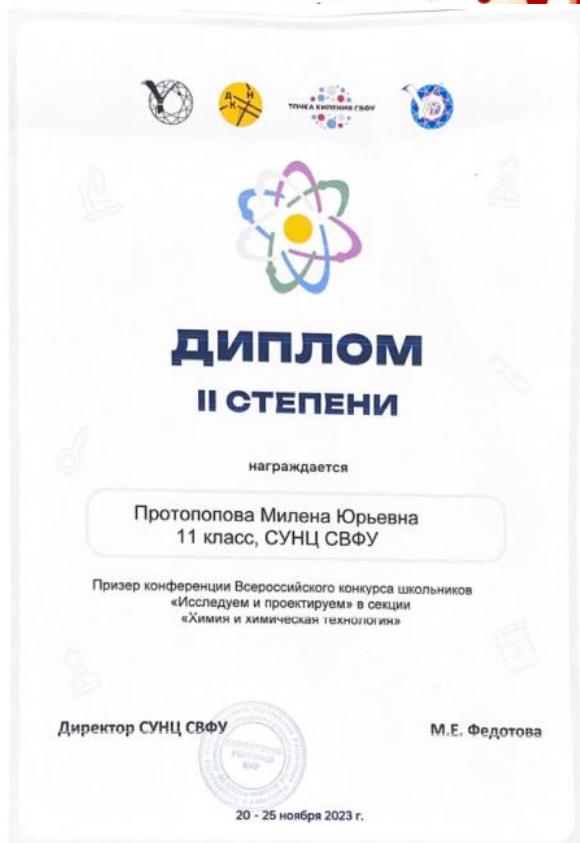 ДН
К
ТОЧКА КИПЕНИЯ СВФУ
ДИПЛОМ
II СТЕПЕНИ
награждается
Протопопова Милена Юрьевна
11 класс, СУНЦ СВФУ
Призер конференции Всероссийского конкурса школьников
«Исследуем и проектируем» в секции
«Химия и химическая технология»
Директор СУНЦ СВФУ
М.Е. Федотова
20 - 25 ноября 2023 г.